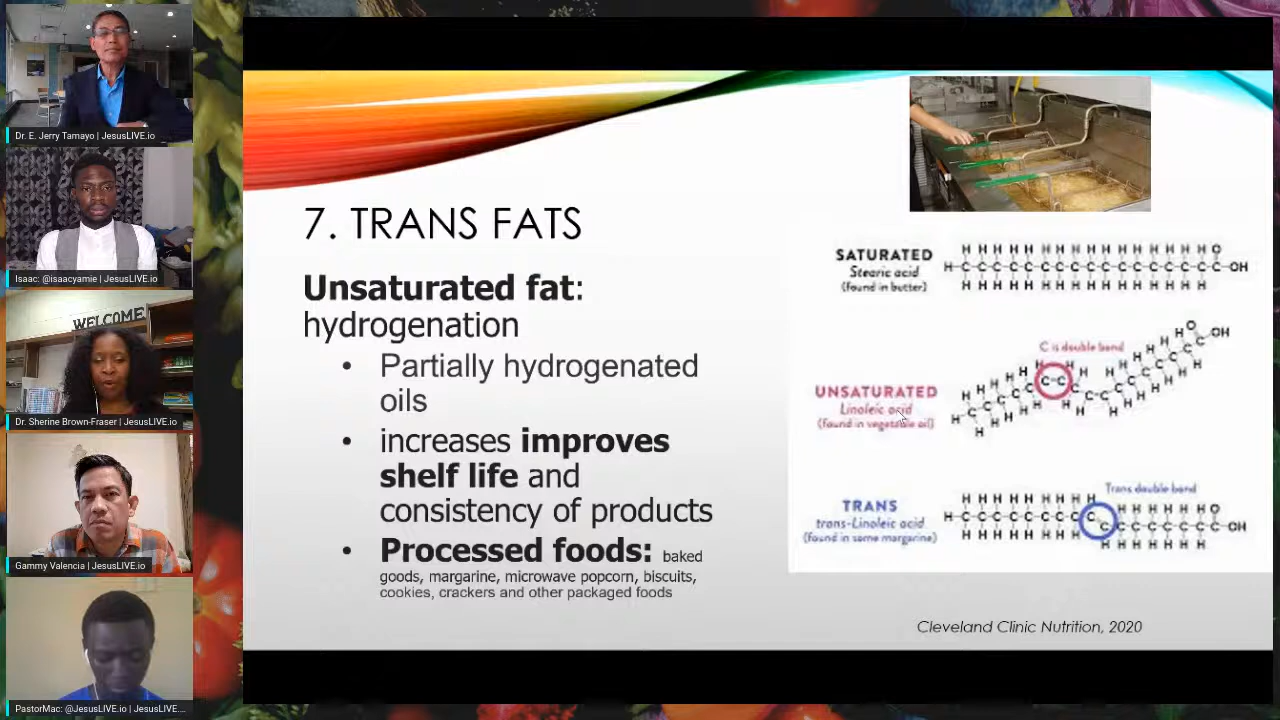 Dr. E. Jerry Tamayo | JesusLIVE.io
Isaac: @isaacyamie | JesusLIVE.io
WELCOME
Dr. Sherine Brown-Fraser | JesusLIVE.io
Gammy Valencia | JesusLIVE.io
PastorMac: @JesusLIVE.io | JesusLIVE....
7. TRANS FATS
Unsaturated fat:
hydrogenation
• Partially hydrogenated
oils
• increases improves
shelf life and
consistency of products
• Processed foods: baked
goods, margarine, microwave popcorn, biscuits,
cookies, crackers and other packaged foods
SATURATED
Stearic acid
(found in butter)
C is double bond
UNSATURATED
Linoleic acid
(found in vegetable oil)
Trans double bond
TRANS
trans-Linoleic acid
(found in some margarine)
Cleveland Clinic Nutrition, 2020